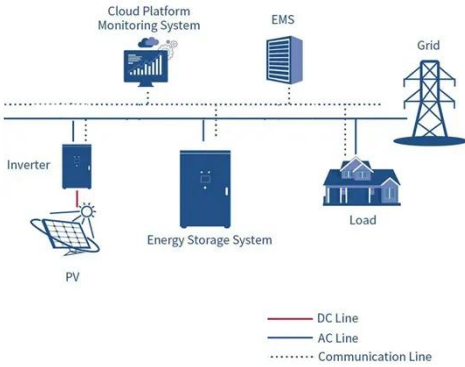 Cloud Platform
Monitoring System
EMS
Grid
Inverter
Energy Storage System
Load
PV
DC Line
AC Line
Communication Line